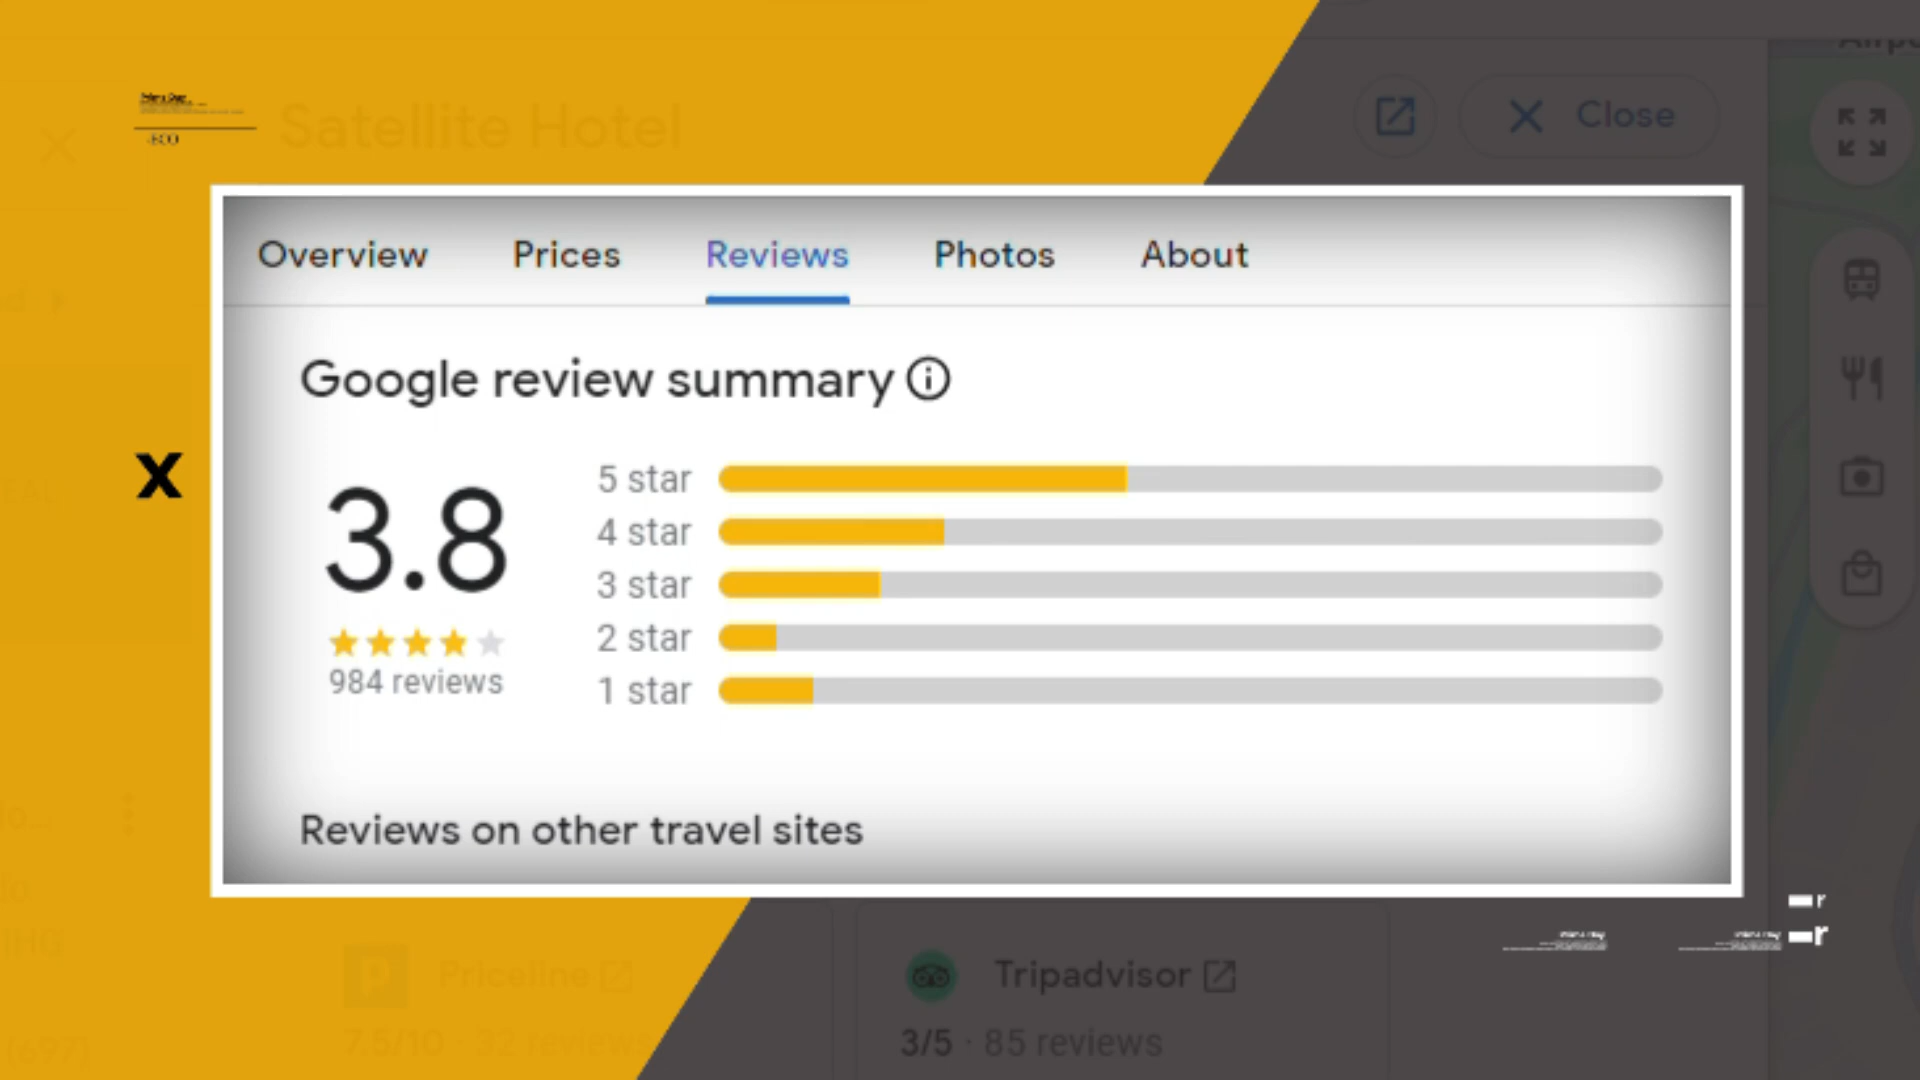 Satellite Hotel
Close
Overview Prices Reviews Photos About
Google review summary
5 star
4 star
3 star
2 star
1 star
3.8
984 reviews
X
Reviews on other travel sites
IHG
Priceline
7.5/10 · 32 reviews
Tripadvisor
3/5 · 85 reviews
(697)